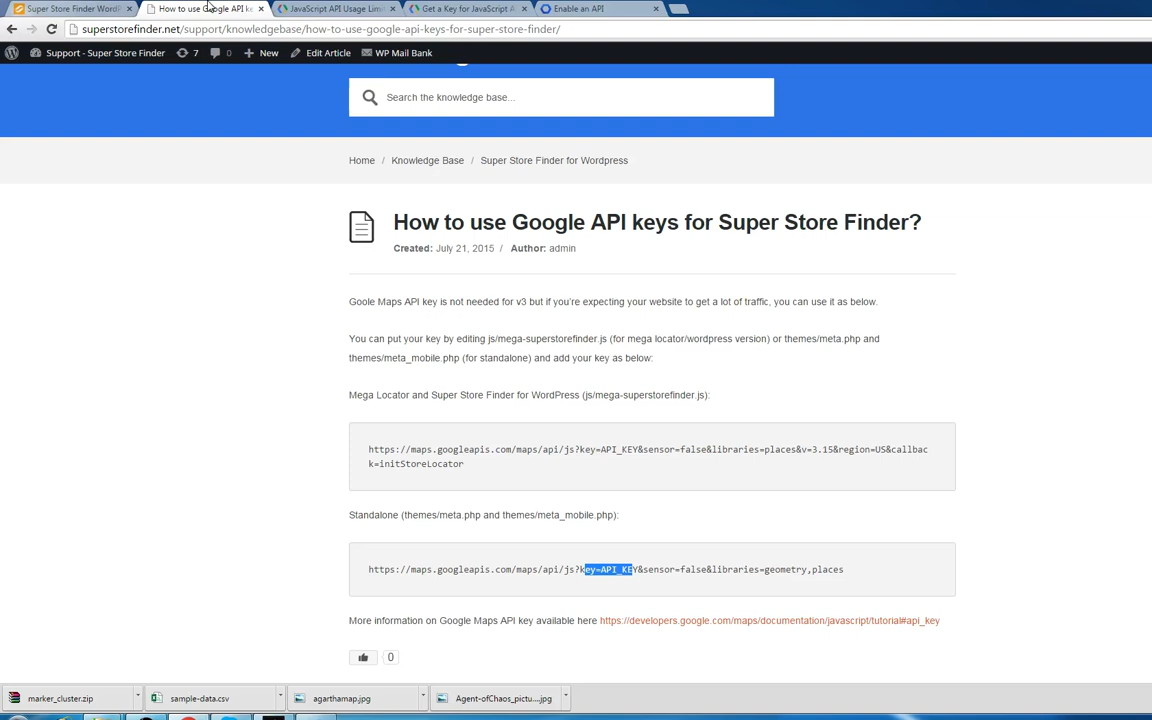 Super Store Finder WordPr
How to use Google API ke
JavaScript API Usage Limi
Get a Key for JavaScript A
Enable an API
superstorefinder.net/support/knowledgebase/how-to-use-google-api-keys-for-super-store-finder/
Support - Super Store Finder 7 0 New Edit Article WP Mail Bank
Search the knowledge base...
Home / Knowledge Base / Super Store Finder for Wordpress
How to use Google API keys for Super Store Finder?
Created: July 21, 2015 / Author: admin
Goole Maps API key is not needed for v3 but if you're expecting your website to get a lot of traffic, you can use it as below.
You can put your key by editing js/mega-superstorefinder.js (for mega locator/wordpress version) or themes/meta.php and
themes/meta_mobile.php (for standalone) and add your key as below:
Mega Locator and Super Store Finder for WordPress (js/mega-superstorefinder.js):
https://maps.googleapis.com/maps/api/js?key=API_KEY&sensor=false&libraries=places&v=3.15&region=US&callbac
k=initStoreLocator
Standalone (themes/meta.php and themes/meta_mobile.php):
https://maps.googleapis.com/maps/api/js?key=API_KEY&sensor=false&libraries=geometry,places
More information on Google Maps API key available here https://developers.google.com/maps/documentation/javascript/tutorial#api_key
0
marker_cluster.zip
sample-data.csv
agarthamap.jpg
Agent-ofChaos_pictu....jpg